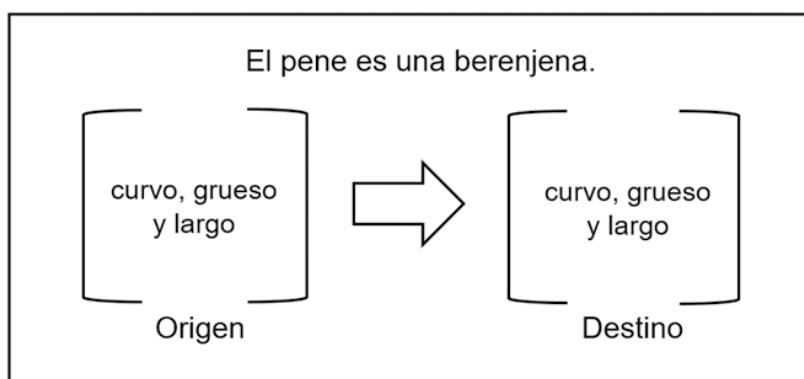 El pene es una berenjena.
curvo, grueso
y largo
curvo, grueso
y largo
Origen
Destino